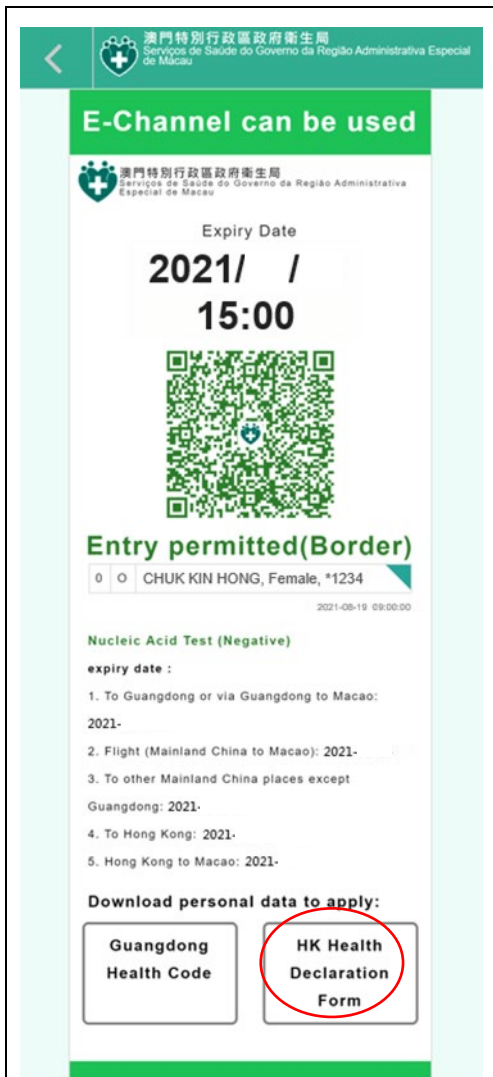 澳門特別行政區政府衞生局
Serviços de Saúde do Governo da Região Administrativa Especial
de Macau
E-Channel can be used
澳門特別行政區政府衞生局
Serviços de Saúde do Governo da Região Administrativa
Especial de Macau
Expiry Date
2021/ /
15:00
Entry permitted(Border)
0 O CHUK KIN HONG, Female, *1234
2021-08-19 09:00:00
Nucleic Acid Test (Negative)
expiry date :
1. To Guangdong or via Guangdong to Macao:
2021-
2. Flight (Mainland China to Macao): 2021-
3. To other Mainland China places except
Guangdong: 2021-
4. To Hong Kong: 2021-
5. Hong Kong to Macao: 2021-
Download personal data to apply:
Guangdong
Health Code
HK Health
Declaration
Form